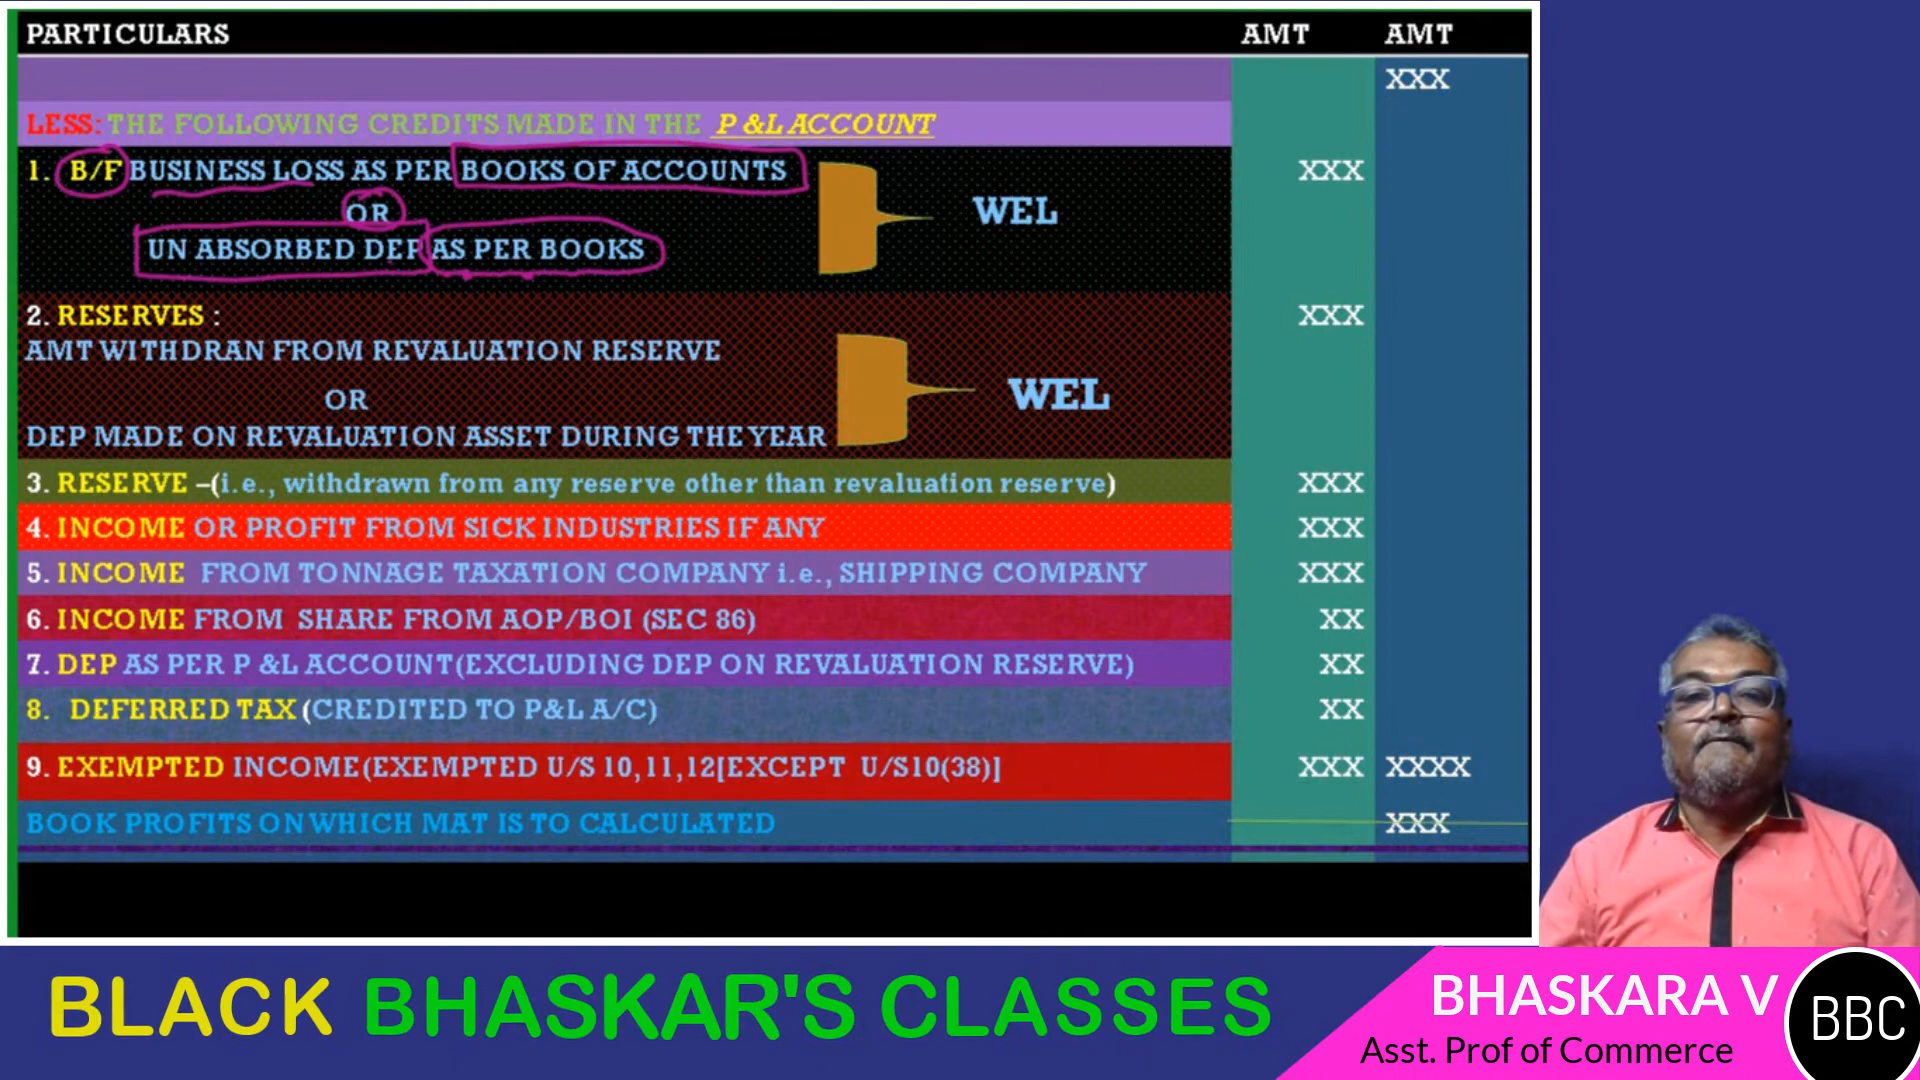 PARTICULARS AMT AMT
XXX
LESS: THE FOLLOWING CREDITS MADE IN THE P &L ACCOUNT
1. B/F BUSINESS LOSS AS PER BOOKS OF ACCOUNTS XXX
OR
WEL
UN ABSORBED DEP AS PER BOOKS
2. RESERVES : XXX
AMT WITHDRAN FROM REVALUATION RESERVE
OR
WEL
DEP MADE ON REVALUATION ASSET DURING THE YEAR
3. RESERVE –(i.e., withdrawn from any reserve other than revaluation reserve) XXX
4. INCOME OR PROFIT FROM SICK INDUSTRIES IF ANY XXX
5. INCOME FROM TONNAGE TAXATION COMPANY i.e., SHIPPING COMPANY XXX
6. INCOME FROM SHARE FROM AOP/BOI (SEC 86) XX
7. DEP AS PER P &L ACCOUNT(EXCLUDING DEP ON REVALUATION RESERVE) XX
8. DEFERRED TAX (CREDITED TO P&L A/C) XX
9. EXEMPTED INCOME(EXEMPTED U/S 10,11,12[EXCEPT U/S10(38)] XXX XXXX
BOOK PROFITS ON WHICH MAT IS TO CALCULATED XXX
BLACK BHASKAR'S CLASSES
BHASKARA V
Asst. Prof of Commerce
BBC